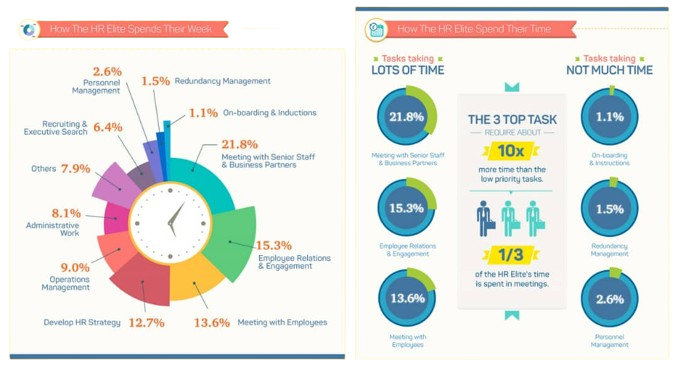 How The HR Elite Spends Their Week
2.6%
Personnel
Management
1.5% Redundancy Management
1.1% On-boarding & Inductions
Recruiting &
Executive Search
6.4%
21.8%
Meeting with Senior Staff
& Business Partners
Others 7.9%
8.1%
Administrative
Work
15.3%
Employee Relations
& Engagement
9.0%
Operations
Management
Develop HR Strategy 12.7%
13.6% Meeting with Employees
How The HR Elite Spend Their Time
Tasks taking
LOTS OF TIME
21.8%
Meeting with Senior Staff
& Business Partners
15.3%
Employee Relations
& Engagement
13.6%
Meeting with
Employees
THE 3 TOP TASK
REQUIRE ABOUT
10x
more time than the
low priority tasks.
1/3
of the HR Elite's time
is spent in meetings.
Tasks taking
NOT MUCH TIME
1.1%
On-boarding
& Instructions
1.5%
Redundancy
Management
2.6%
Personnel
Management